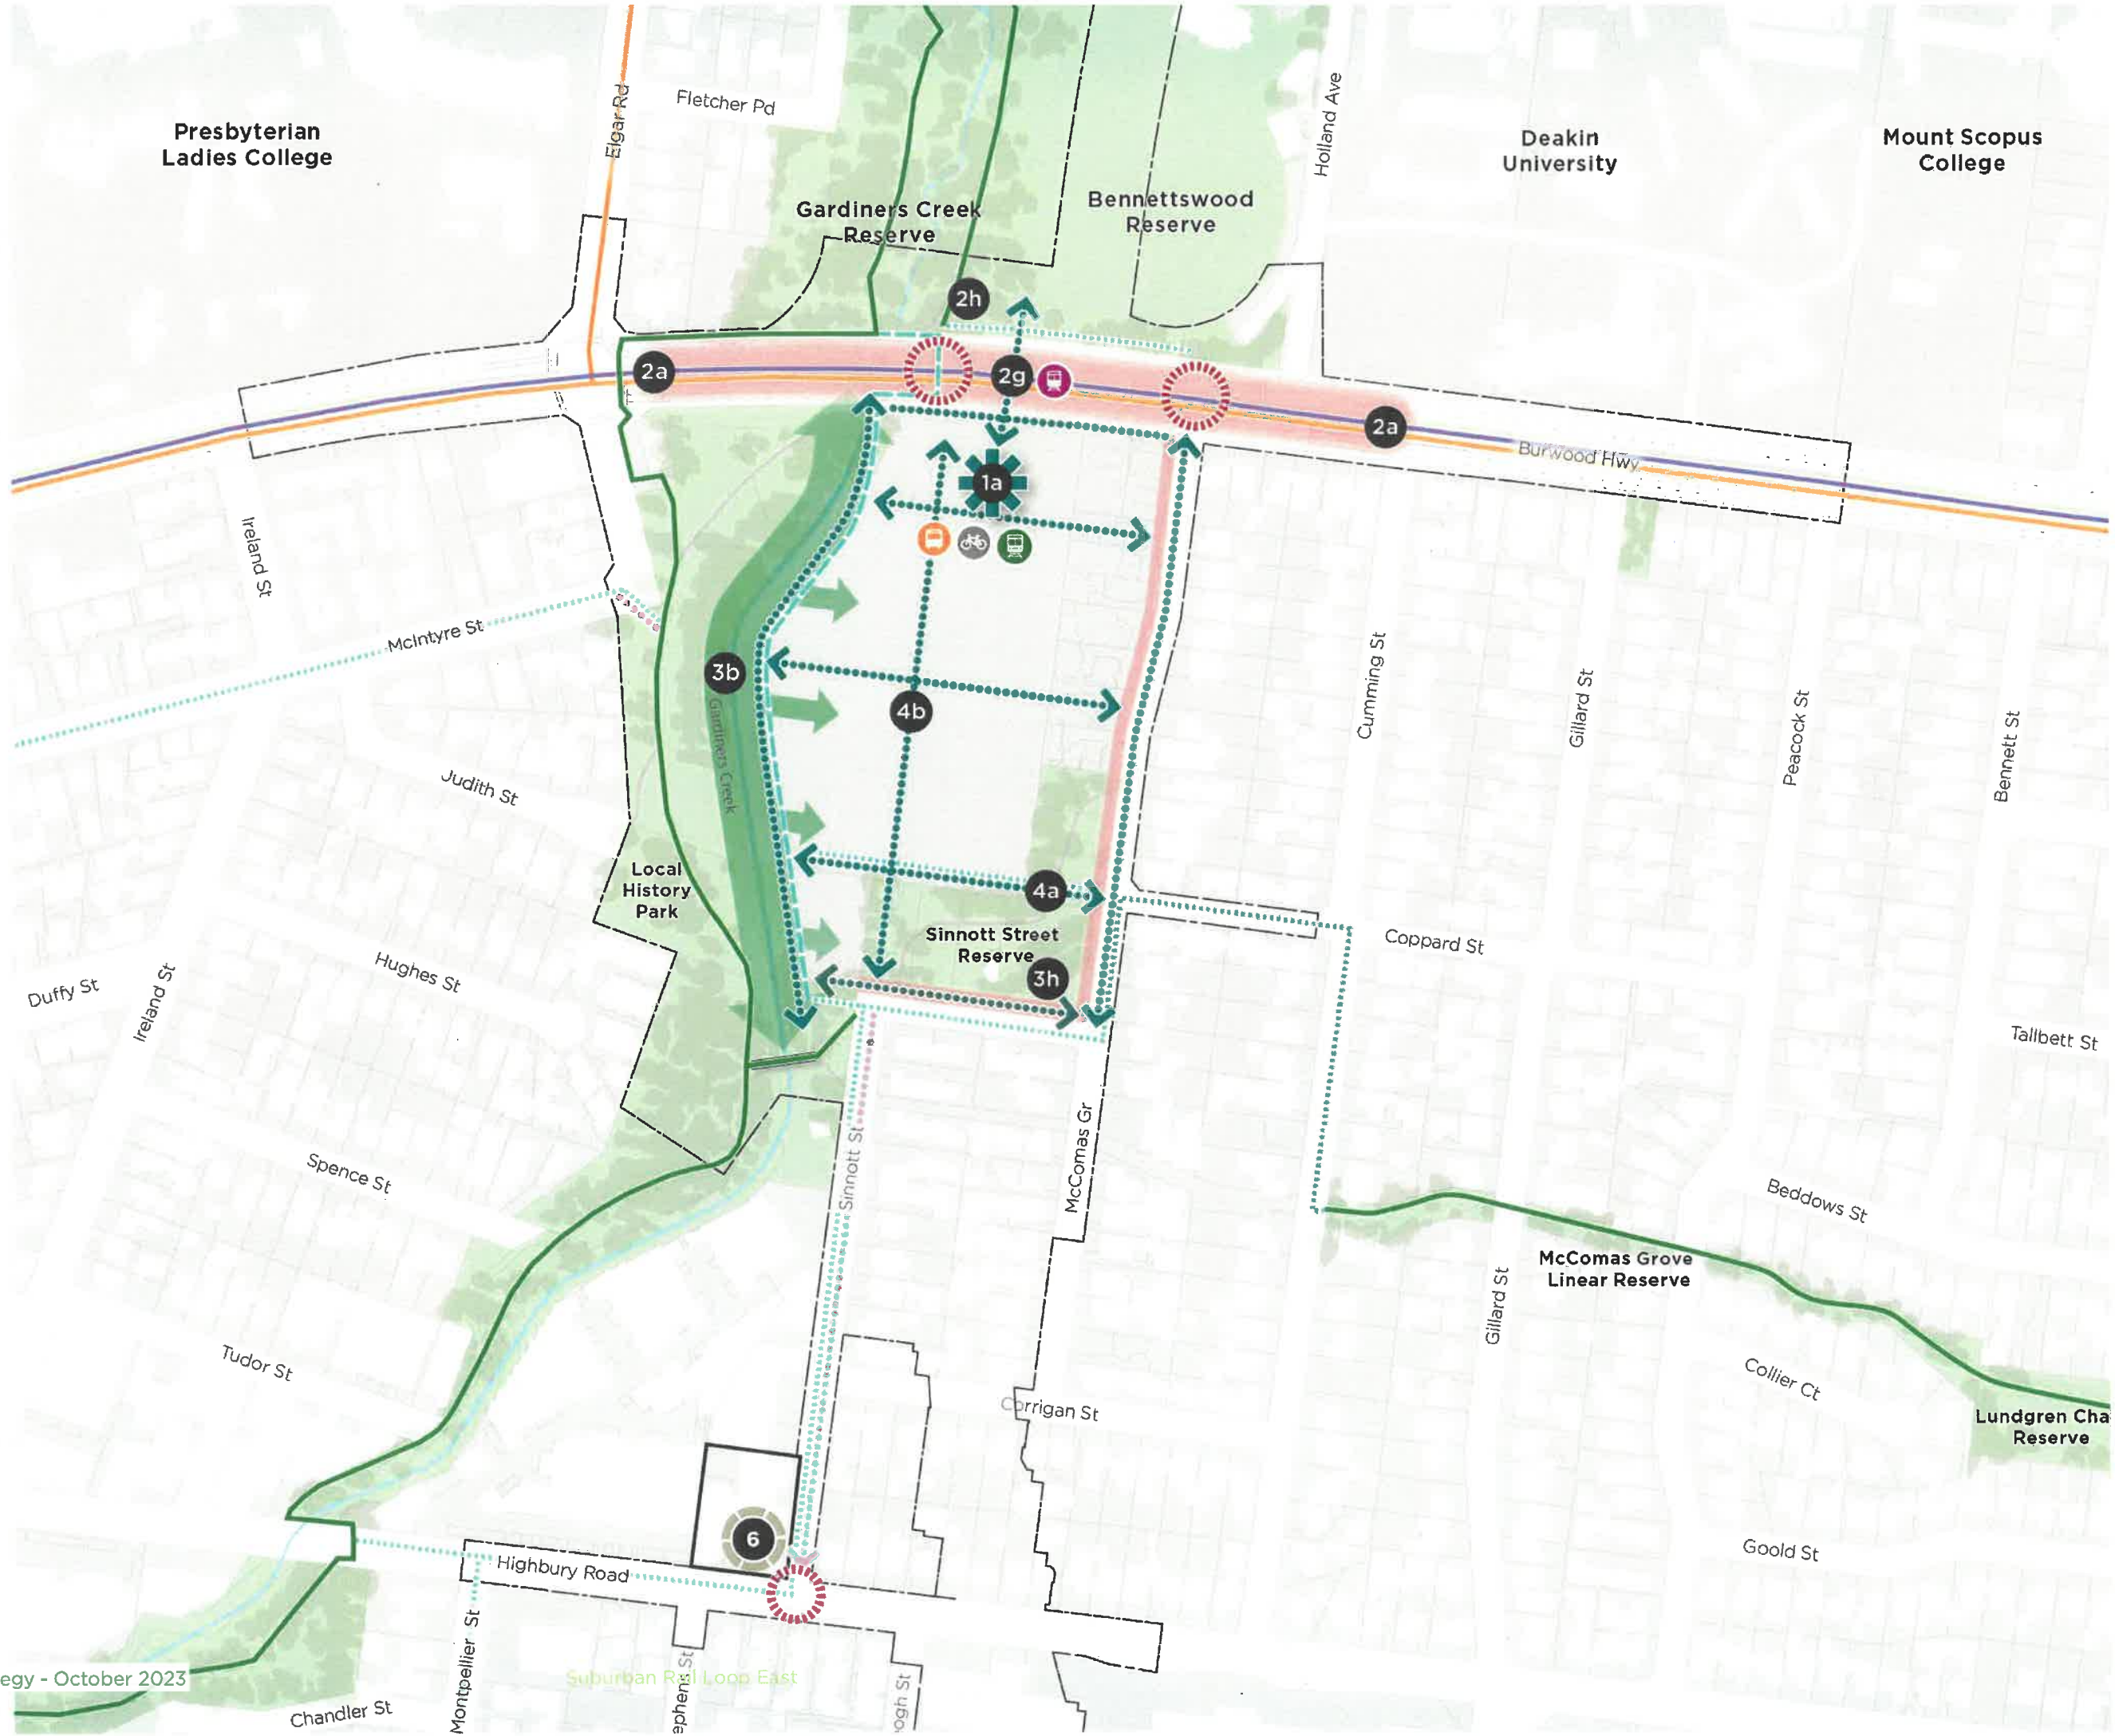 Presbyterian
Ladies College
Elgar Rd
Fletcher Pd
Gardiners Creek
Reserve
Bennettswood
Reserve
Holland Ave
Deakin
University
Mount Scopus
College
2h
2a
2g
2a
Burwood Hwy
1a
Ireland St
McIntyre St
3b
Gardiners Creek
4b
Cumming St
Gillard St
Peacock St
Bennett St
Judith St
Local
History
Park
4a
Sinnott Street
Reserve
3h
Coppard St
Duffy St
Ireland St
Hughes St
Tallbett St
Spence St
Sinnott St
McComas Gr
Beddows St
McComas Grove
Linear Reserve
Gillard St
Tudor St
Collier Ct
Corrigan St
Lundgren Cha
Reserve
6
Highbury Road
Goold St
Montpellier St
ephens St
ogh St
egy - October 2023
Suburban Rail Loop East
Chandler St